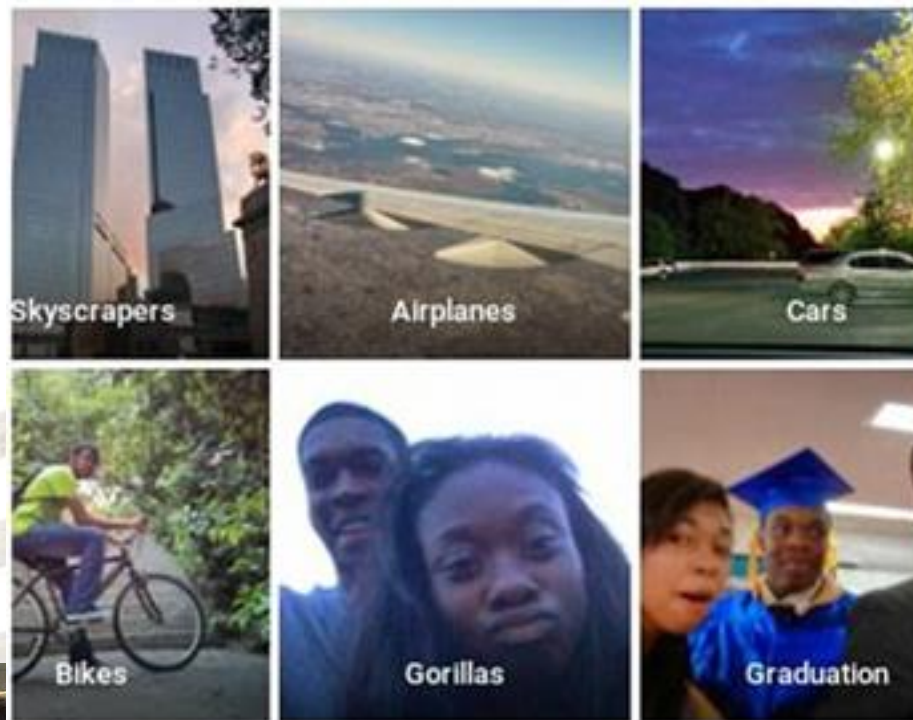 Skyscrapers
Airplanes
Cars
Bikes
Gorillas
Graduation